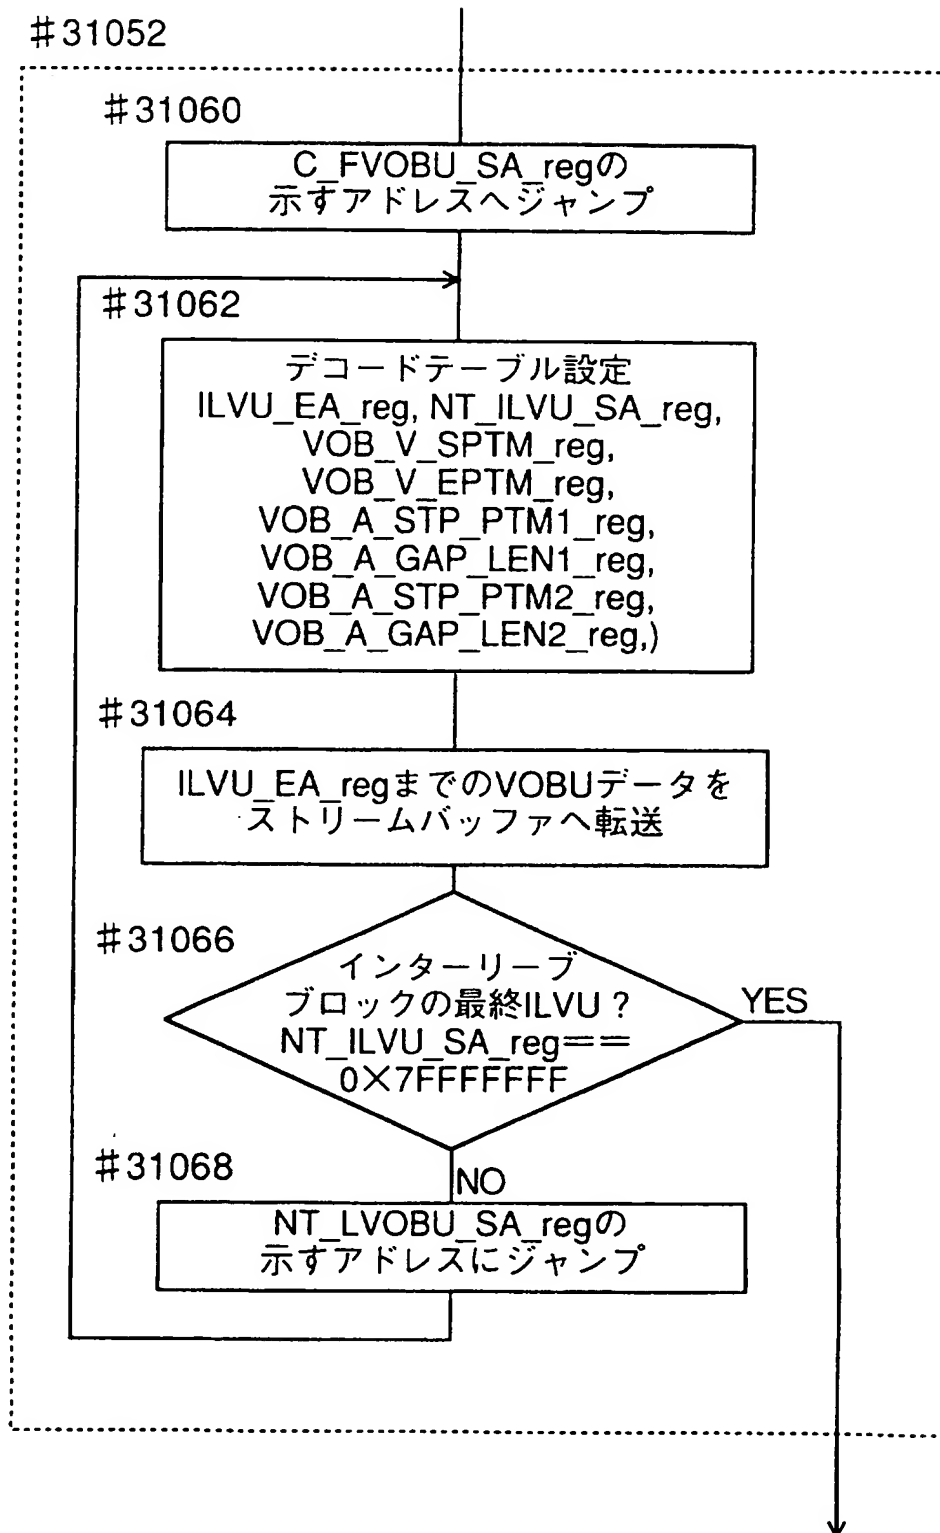 #31052
#31060
C_FVOBU_SA_regの
示すアドレスへジャンプ
#31062
デコードテーブル設定
ILVU_EA_reg, NT_ILVU_SA_reg,
VOB_V_SPTM_reg,
VOB_V_EPTM_reg,
VOB_A_STP_PTM1_reg,
VOB_A_GAP_LEN1_reg,
VOB_A_STP_PTM2_reg,
VOB_A_GAP_LEN2_reg,)
#31064
ILVU_EA_regまでのVOBUデータを
ストリームバッファへ転送
#31066
インターリーブ
ブロックの最終ILVU?
NT_ILVU_SA_reg==
0×7FFFFFFF
YES
#31068
NO
NT_LVOBU_SA_regの
示すアドレスにジャンプ